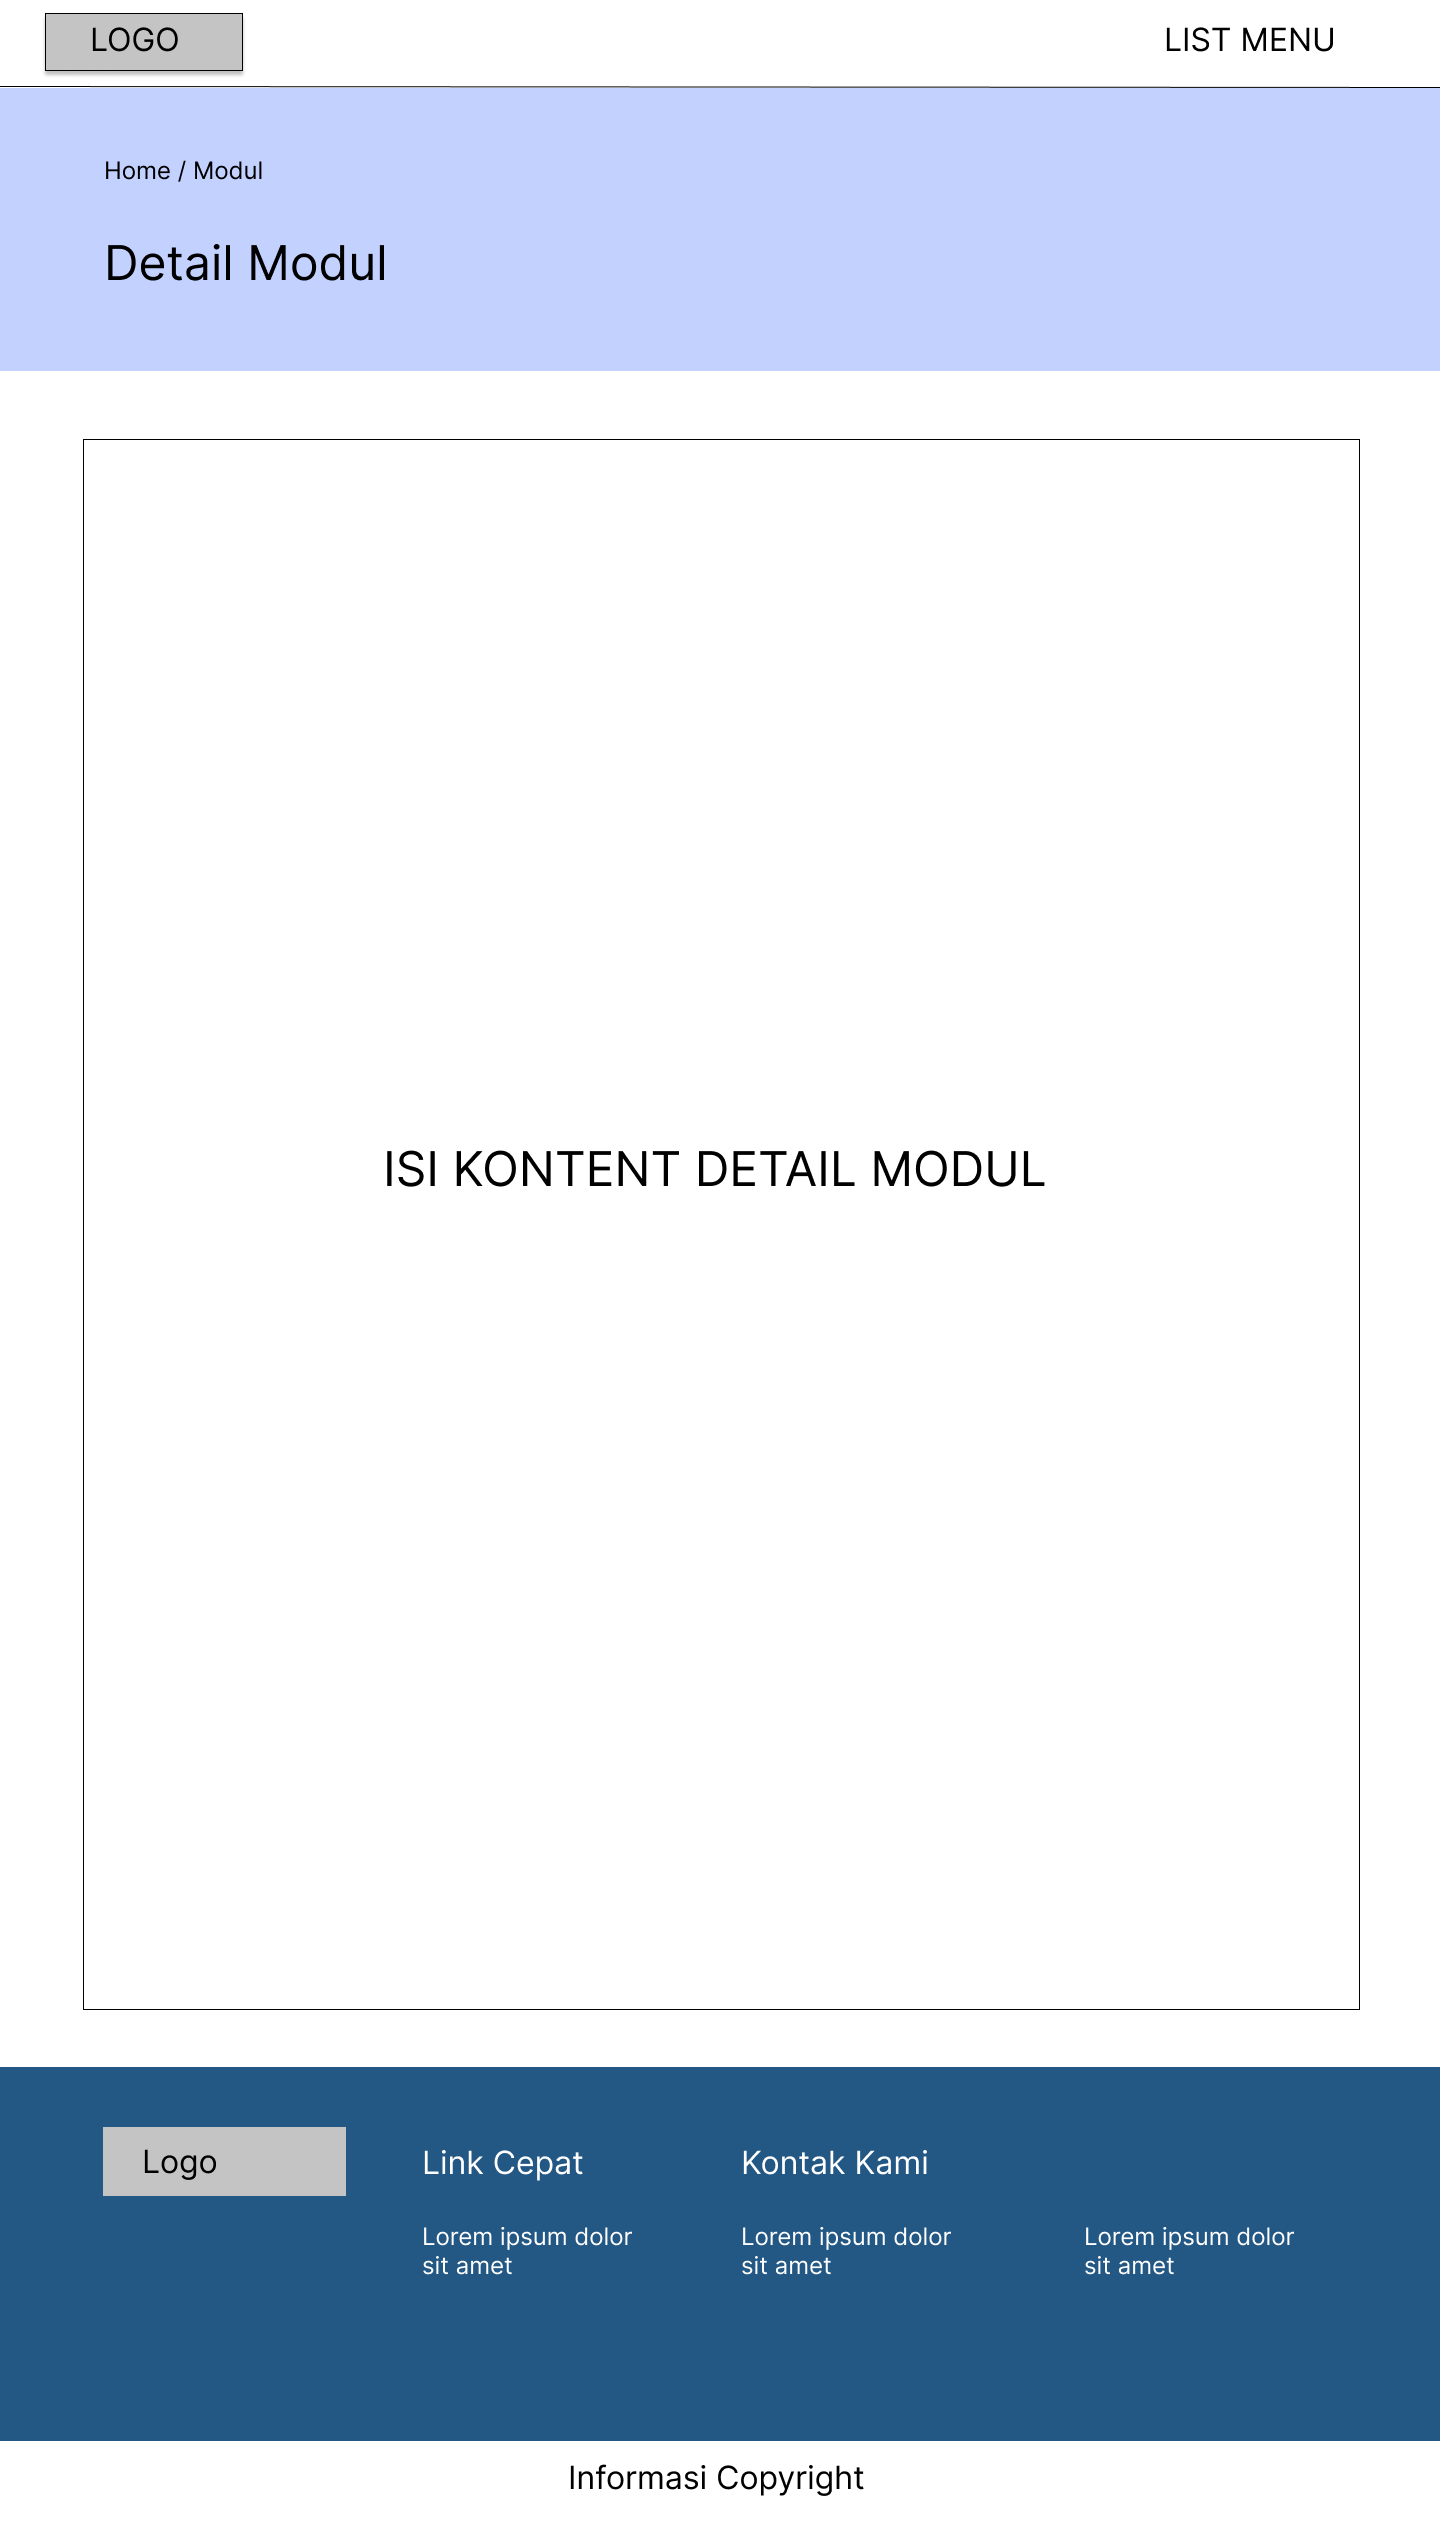 LOGO
LIST MENU
Home / Modul
Detail Modul
ISI KONTENT DETAIL MODUL
Logo
Link Cepat
Kontak Kami
Lorem ipsum dolor
sit amet
Lorem ipsum dolor
sit amet
Lorem ipsum dolor
sit amet
Informasi Copyright